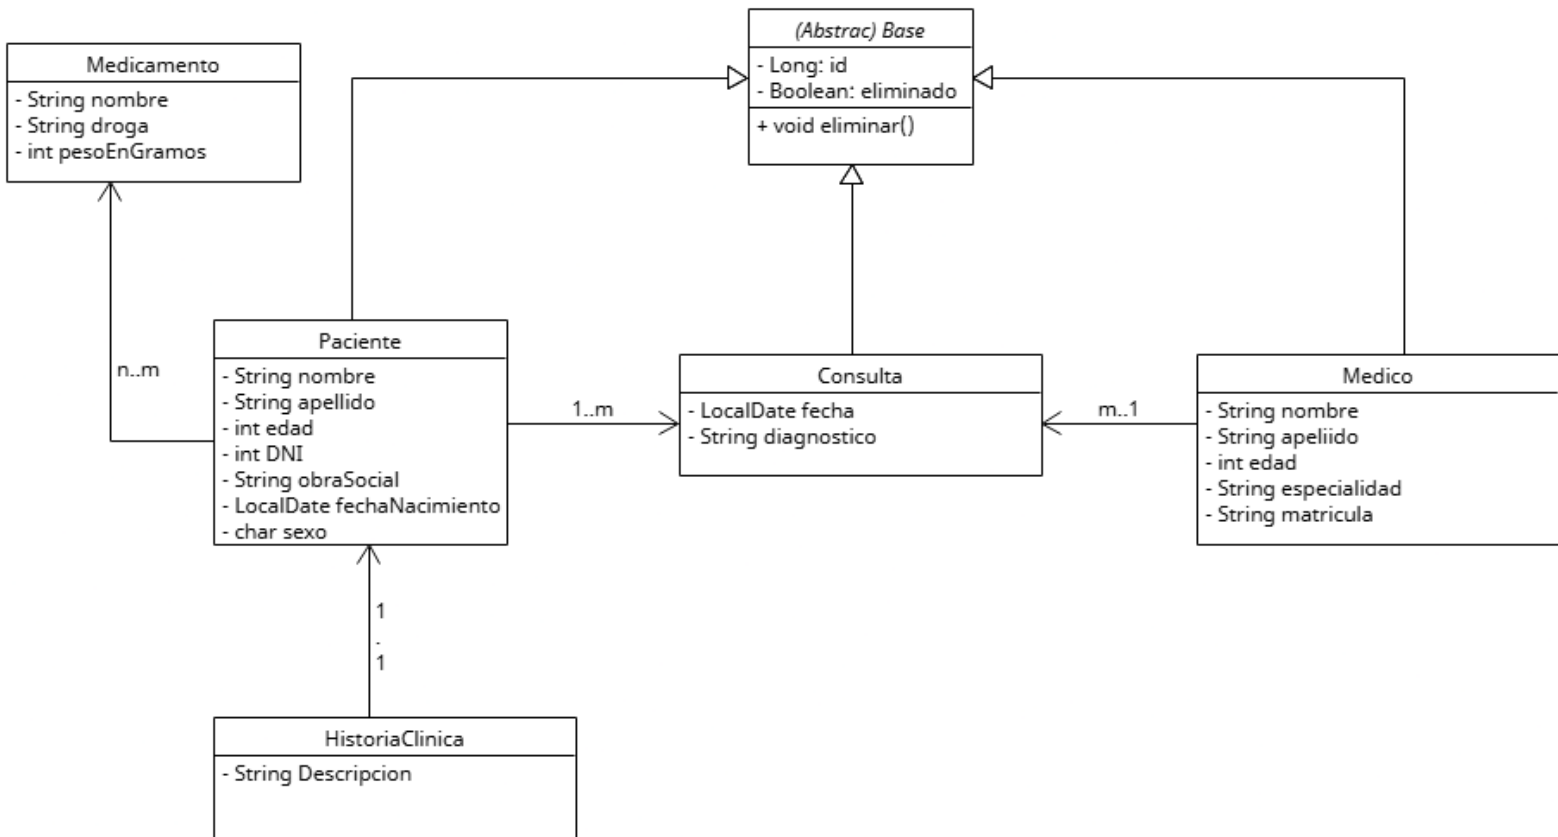 (Abstrac) Base
- Long: id
- Boolean: eliminado
+ void eliminar()
Medicamento
- String nombre
- String droga
- int pesoEnGramos
n..m
Paciente
- String nombre
- String apellido
- int edad
- int DNI
- String obraSocial
- LocalDate fechaNacimiento
- char sexo
1..m
Consulta
- LocalDate fecha
- String diagnostico
m..1
Medico
- String nombre
- String apeliido
- int edad
- String especialidad
- String matricula
1
.
1
HistoriaClinica
- String Descripcion